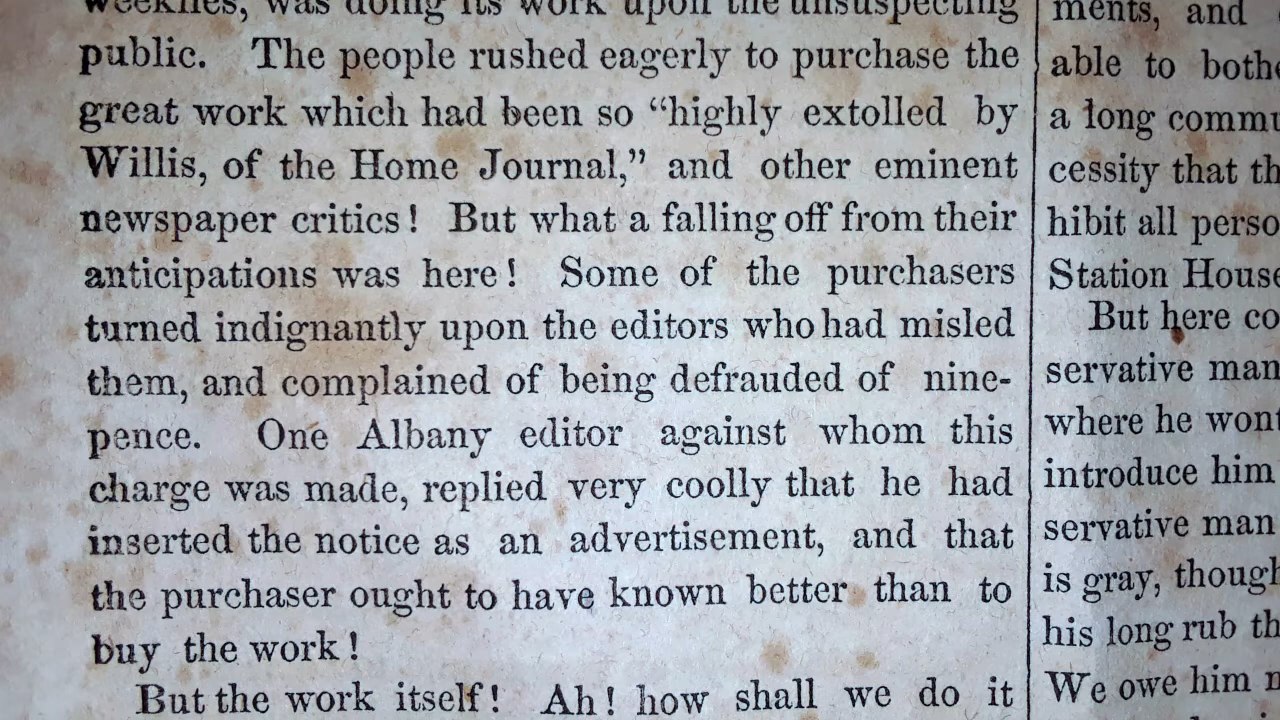 weeklies, was doing its work upon the unsuspecting
public. The people rushed eagerly to purchase the
great work which had been so “highly extolled by
Willis, of the Home Journal,” and other eminent
newspaper critics! But what a falling off from their
anticipations was here! Some of the purchasers
turned indignantly upon the editors who had misled
them, and complained of being defrauded of nine-
pence. One Albany editor against whom this
charge was made, replied very coolly that he had
inserted the notice as an advertisement, and that
the purchaser ought to have known better than to
buy the work!
But the work itself! Ah! how shall we do it
ments, and
able to bothe
a long commu
cessity that th
hibit all perso
Station House
But here co
servative man
where he wont
introduce him
servative man
is gray, though
his long rub th
We owe him